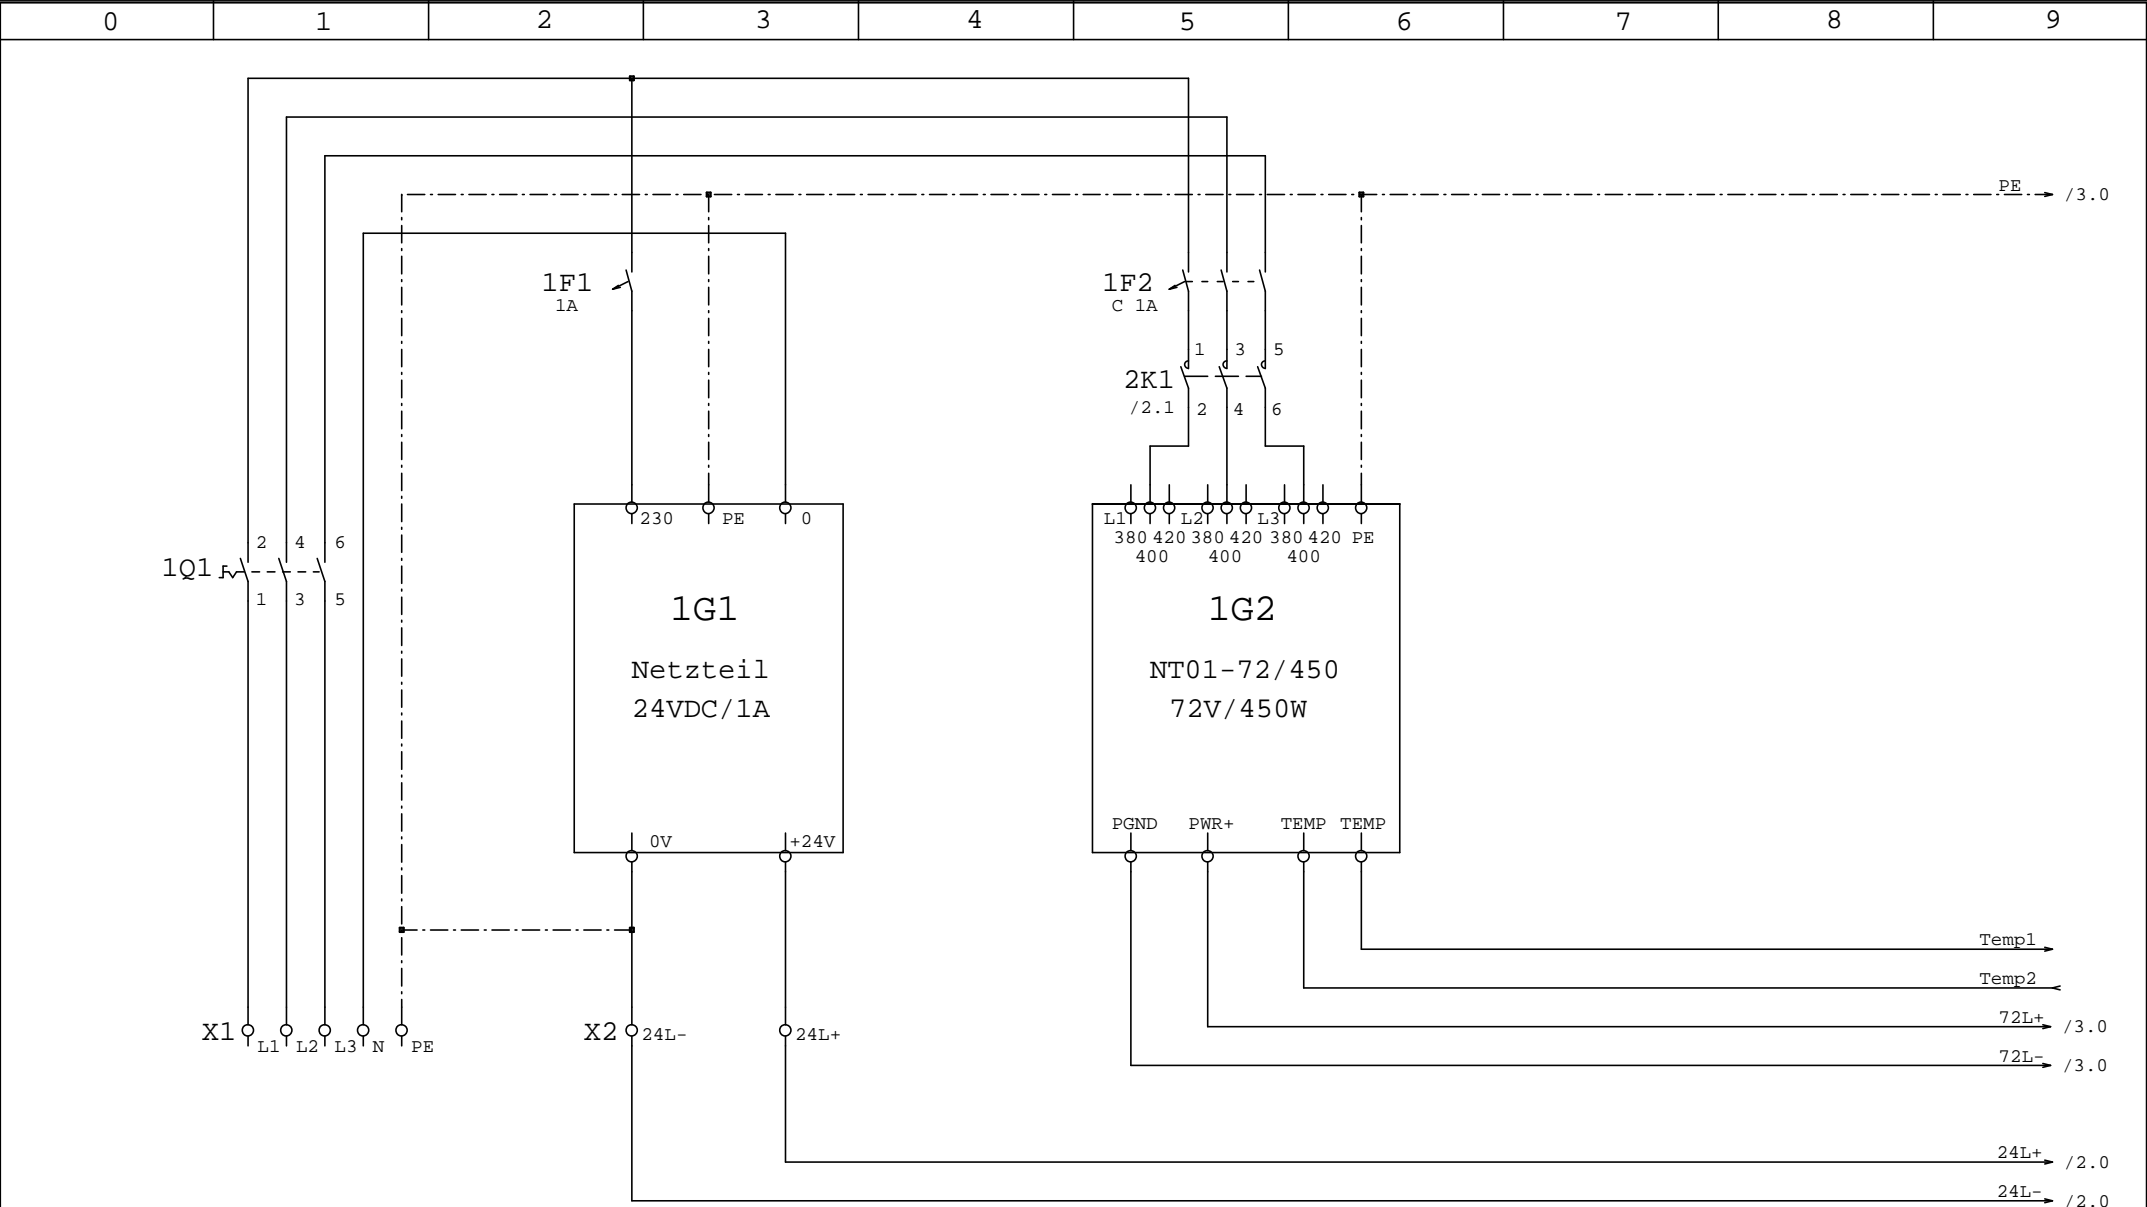 0 1 2 3 4 5 6 7 8 9
PE /3.0
1F1
1A
1F2
C 1A
1 3 5
2K1
/2.1 2 4 6
230 PE 0
L1 L2 L3
380 420 380 420 380 420 PE
400 400 400
2 4 6
1Q1
1 3 5
1G1
Netzteil
24VDC/1A
0V +24V
1G2
NT01-72/450
72V/450W
PGND PWR+ TEMP TEMP
Temp1
Temp2
X1 L1 L2 L3 N PE
X2 24L- 24L+
72L+ /3.0
72L- /3.0
24L+ /2.0
24L- /2.0